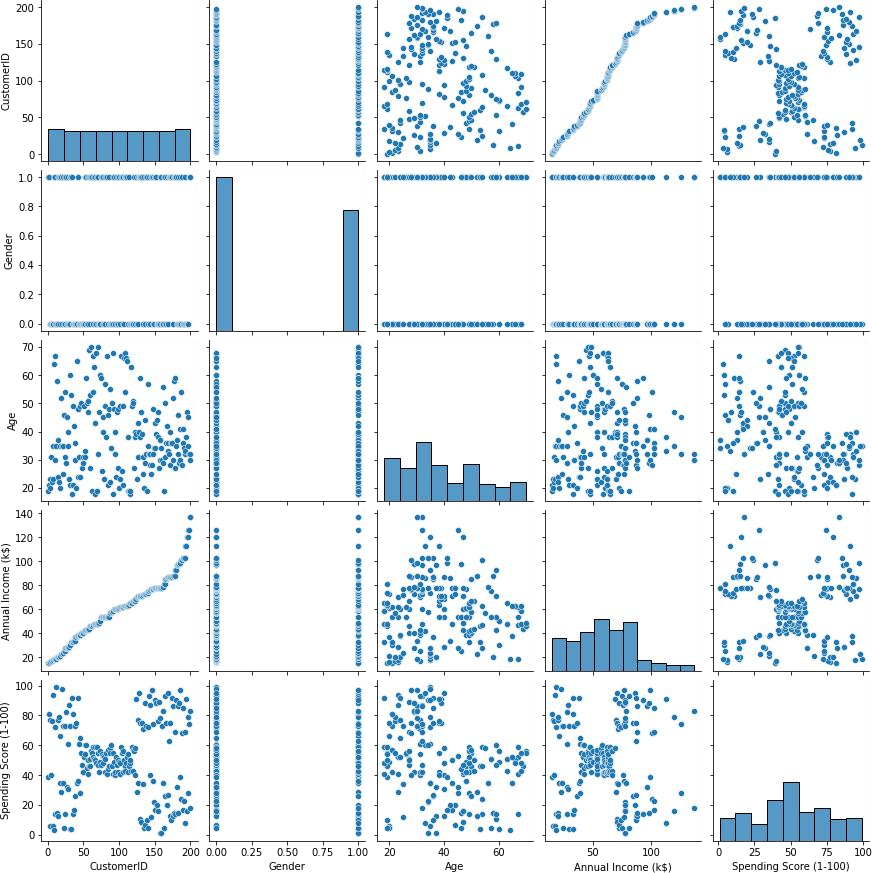 200
150
100
50
0
CustomerID
1.0
0.8
0.6
0.4
0.2
0.0
Gender
70
60
50
40
30
20
Age
140
120
100
80
60
40
20
Annual Income (k$)
100
80
60
40
20
0
Spending Score (1-100)
0 50 100 150 200
CustomerID
0.00 0.25 0.50 0.75 1.00
Gender
20 40 60
Age
50 100
Annual Income (k$)
0 25 50 75 100
Spending Score (1-100)